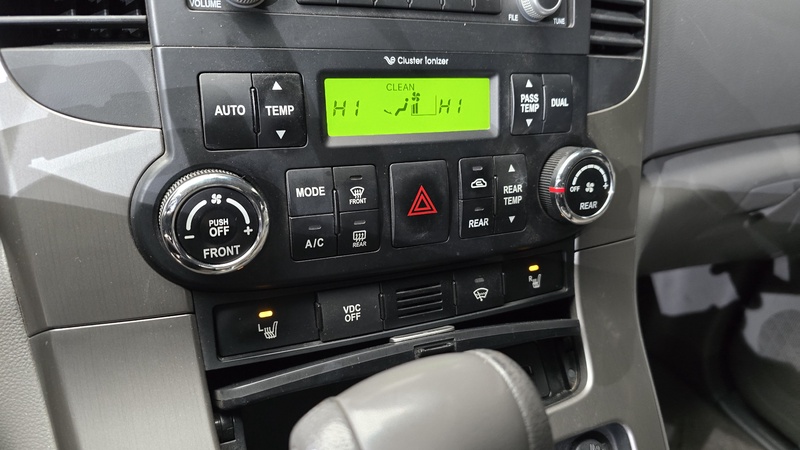 VOLUME
FILE
TUNE
Cluster Ionizer
AUTO
TEMP
CLEAN
HI
HI
PASS
TEMP
DUAL
MODE
FRONT
A/C
REAR
REAR
TEMP
REAR
PUSH
OFF
FRONT
OFF
REAR
L
VDC
OFF
R